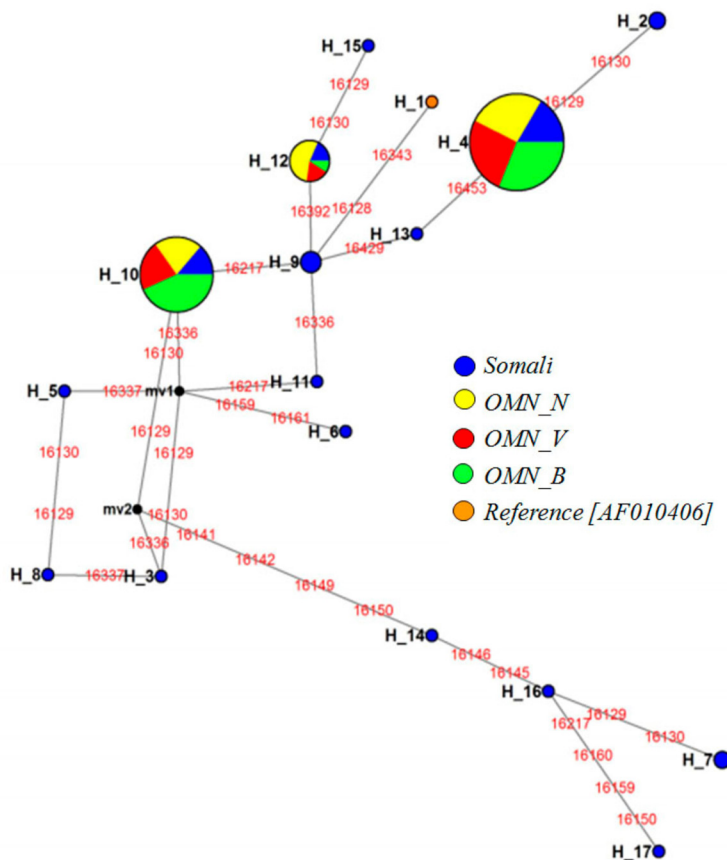 H_2
H_15
16130
16129
H_1
16129
16130
H_4
H_12
16343
16453
16392
16128
H_13
16429
H_9
16217
H_10
16336
16336
16130
Somali
H_11
16217
H_5
16337
mv1
16159
OMN_N
16161
H_6
16129
16129
OMN_V
16130
OMN_B
16129
mv2
16130
Reference [AF010406]
16141
16336
16142
H_8
16337
H_3
16149
16150
H_14
16146
16145
H_16
16129
16217
16130
16160
H_7
16159
16150
H_17